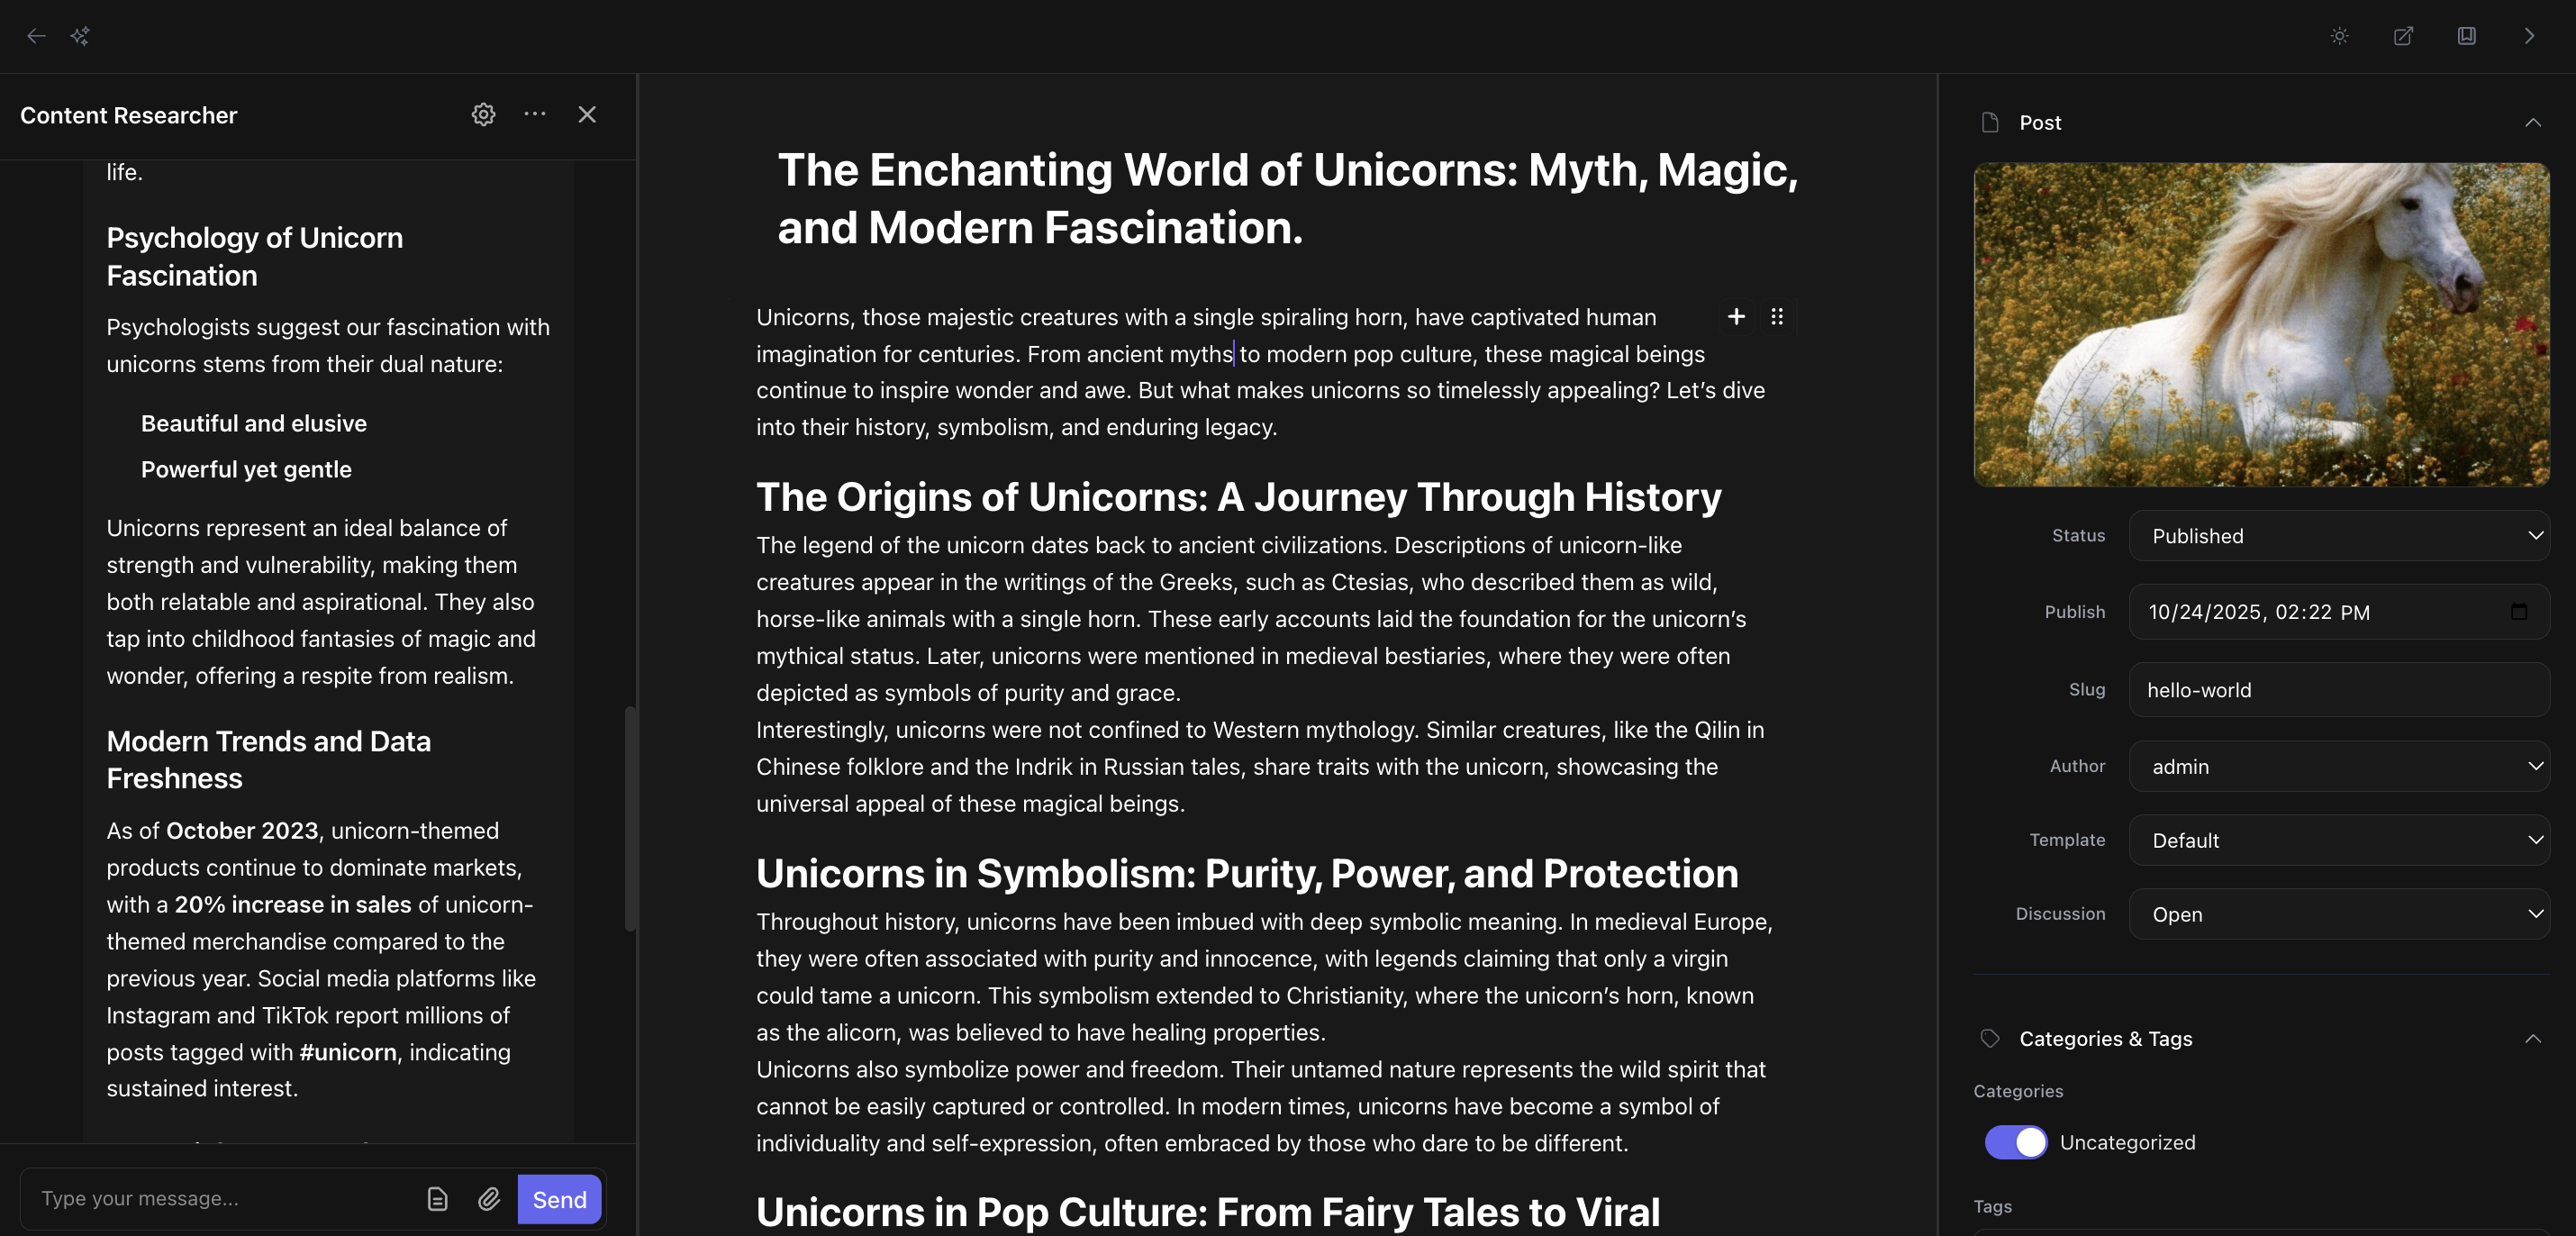 Content Researcher
life.
Psychology of Unicorn
Fascination
Psychologists suggest our fascination with
unicorns stems from their dual nature:
Beautiful and elusive
Powerful yet gentle
Unicorns represent an ideal balance of
strength and vulnerability, making them
both relatable and aspirational. They also
tap into childhood fantasies of magic and
wonder, offering a respite from realism.
Modern Trends and Data
Freshness
As of October 2023, unicorn-themed
products continue to dominate markets,
with a 20% increase in sales of unicorn-
themed merchandise compared to the
previous year. Social media platforms like
Instagram and TikTok report millions of
posts tagged with #unicorn, indicating
sustained interest.
Type your message...
Send
The Enchanting World of Unicorns: Myth, Magic,
and Modern Fascination.
Unicorns, those majestic creatures with a single spiraling horn, have captivated human
imagination for centuries. From ancient myths to modern pop culture, these magical beings
continue to inspire wonder and awe. But what makes unicorns so timelessly appealing? Let’s dive
into their history, symbolism, and enduring legacy.
The Origins of Unicorns: A Journey Through History
The legend of the unicorn dates back to ancient civilizations. Descriptions of unicorn-like
creatures appear in the writings of the Greeks, such as Ctesias, who described them as wild,
horse-like animals with a single horn. These early accounts laid the foundation for the unicorn’s
mythical status. Later, unicorns were mentioned in medieval bestiaries, where they were often
depicted as symbols of purity and grace.
Interestingly, unicorns were not confined to Western mythology. Similar creatures, like the Qilin in
Chinese folklore and the Indrik in Russian tales, share traits with the unicorn, showcasing the
universal appeal of these magical beings.
Unicorns in Symbolism: Purity, Power, and Protection
Throughout history, unicorns have been imbued with deep symbolic meaning. In medieval Europe,
they were often associated with purity and innocence, with legends claiming that only a virgin
could tame a unicorn. This symbolism extended to Christianity, where the unicorn’s horn, known
as the alicorn, was believed to have healing properties.
Unicorns also symbolize power and freedom. Their untamed nature represents the wild spirit that
cannot be easily captured or controlled. In modern times, unicorns have become a symbol of
individuality and self-expression, often embraced by those who dare to be different.
Unicorns in Pop Culture: From Fairy Tales to Viral
Post
Status Published
Publish 10/24/2025, 02:22 PM
Slug hello-world
Author admin
Template Default
Discussion Open
Categories & Tags
Categories
Uncategorized
Tags